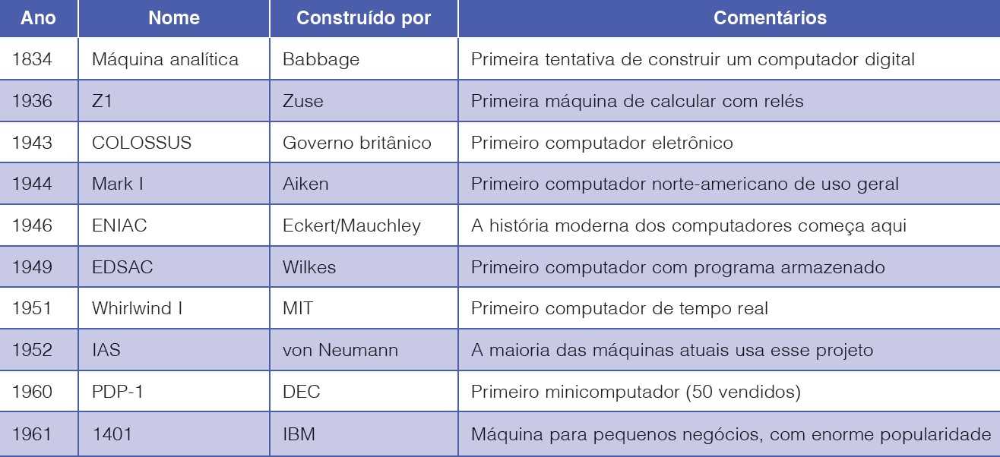 Ano Nome Construído por Comentários
1834 Máquina analítica Babbage Primeira tentativa de construir um computador digital
1936 Z1 Zuse Primeira máquina de calcular com relés
1943 COLOSSUS Governo britânico Primeiro computador eletrônico
1944 Mark I Aiken Primeiro computador norte-americano de uso geral
1946 ENIAC Eckert/Mauchley A história moderna dos computadores começa aqui
1949 EDSAC Wilkes Primeiro computador com programa armazenado
1951 Whirlwind I MIT Primeiro computador de tempo real
1952 IAS von Neumann A maioria das máquinas atuais usa esse projeto
1960 PDP-1 DEC Primeiro minicomputador (50 vendidos)
1961 1401 IBM Máquina para pequenos negócios, com enorme popularidade